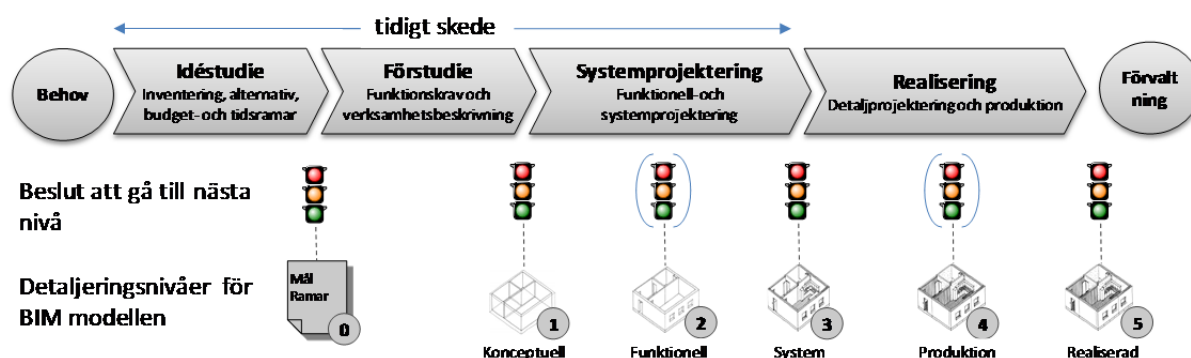 tidigt skede
Behov
Idéstudie
Inventering, alternativ,
budget- och tidsramar
Förstudie
Funktionskrav och
verksamhetsbeskrivning
Systemprojektering
Funktionell- och
systemprojektering
Realisering
Detaljprojektering och produktion
Förvalt
ning
Beslut att gå till nästa
nivå
Detaljeringsnivåer för
BIM modellen
Mål
Ramar
0
1
Konceptuell
2
Funktionell
3
System
4
Produktion
5
Realiserad